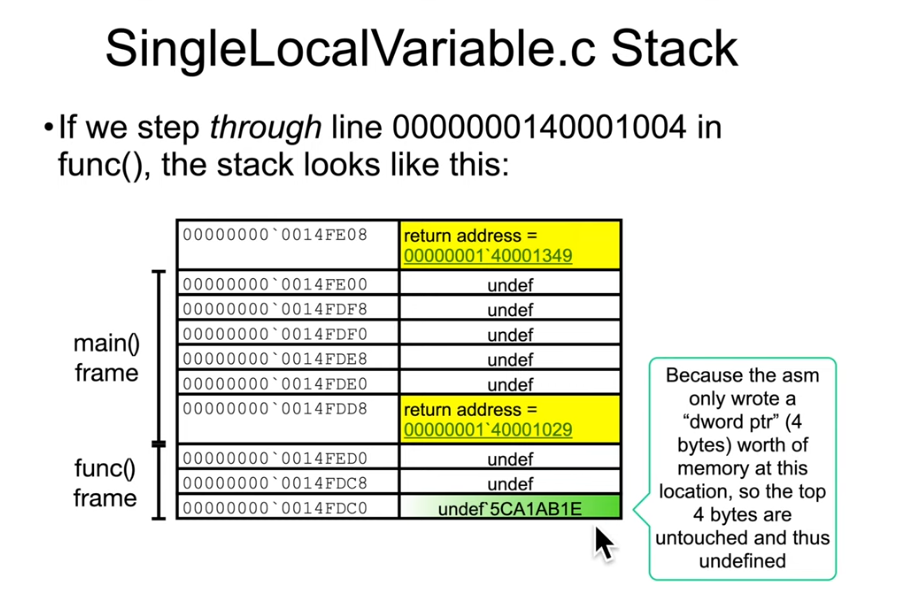 SingleLocalVariable.c Stack
•If we step through line 0000000140001004 in
func(), the stack looks like this:
00000000`0014FE08 return address =
00000001`40001349
00000000`0014FE00 undef
00000000`0014FDF8 undef
00000000`0014FDF0 undef
00000000`0014FDE8 undef
00000000`0014FDE0 undef
00000000`0014FDD8 return address =
00000001`40001029
00000000`0014FED0 undef
00000000`0014FDC8 undef
00000000`0014FDC0 undef`5CA1AB1E
main()
frame
func()
frame
Because the asm
only wrote a
“dword ptr” (4
bytes) worth of
memory at this
location, so the top
4 bytes are
untouched and thus
undefined